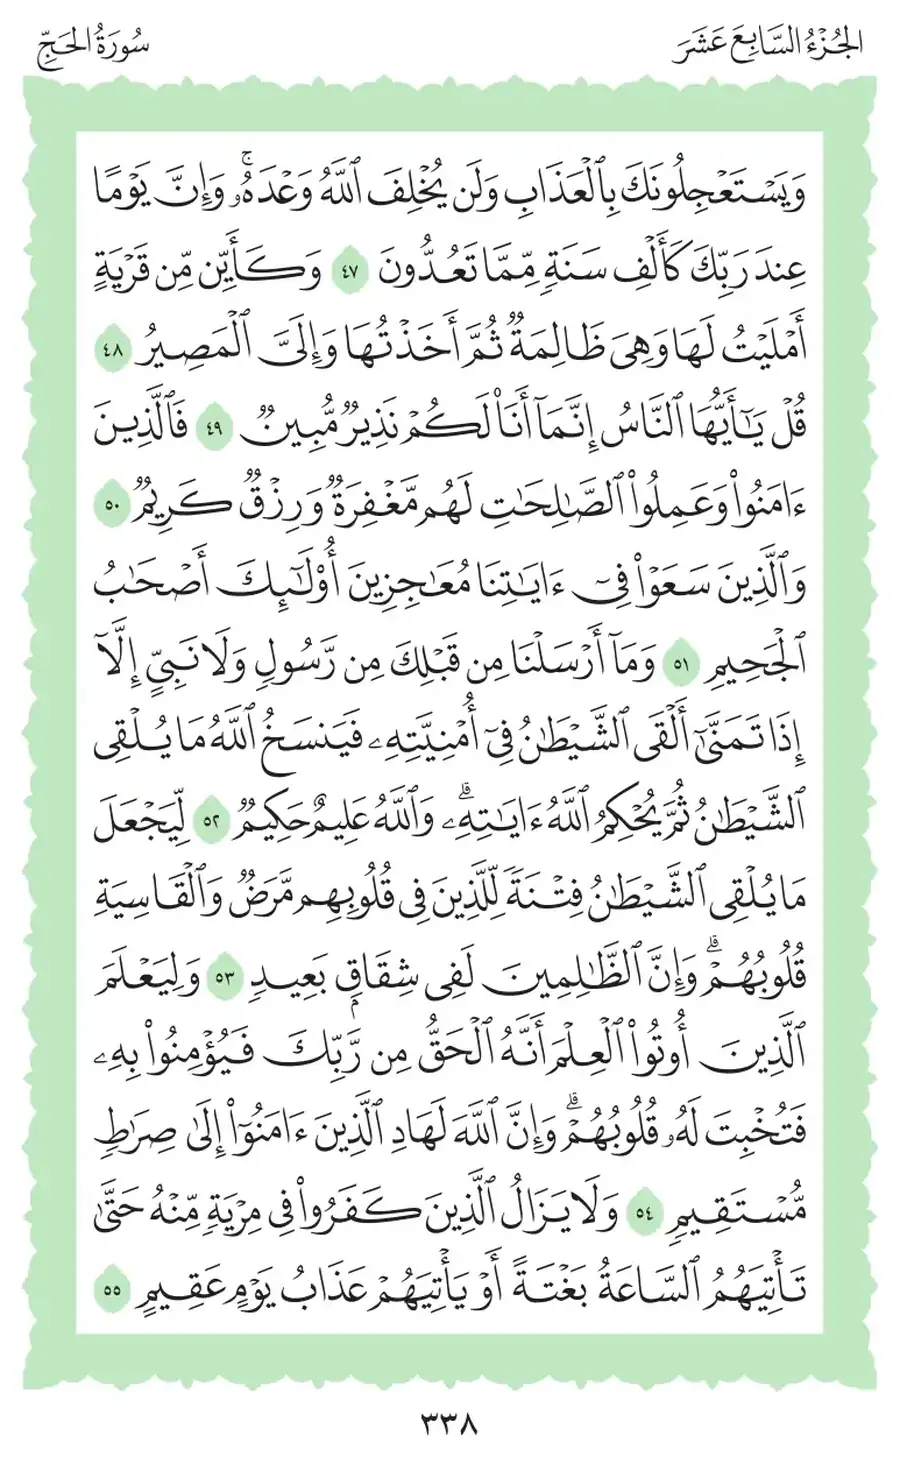 الجُزْءُ السَّابِعَ عَشَرَ
سُورَةُ الحَجِّ
وَيَسْتَعْجِلُونَكَ بِٱلْعَذَابِ وَلَن يُخْلِفَ ٱللَّهُ وَعْدَهُۥۚ وَإِنَّ يَوْمًا
عِندَ رَبِّكَ كَأَلْفِ سَنَةٍ مِّمَّا تَعُدُّونَ ٤٧ وَكَأَيِّن مِّن قَرْيَةٍ
أَمْلَيْتُ لَهَا وَهِىَ ظَالِمَةٌ ثُمَّ أَخَذْتُهَا وَإِلَىَّ ٱلْمَصِيرُ ٤٨
قُلْ يَٰٓأَيُّهَا ٱلنَّاسُ إِنَّمَآ أَنَا۠ لَكُمْ نَذِيرٌ مُّبِينٌ ٤٩ فَٱلَّذِينَ
ءَامَنُوا۟ وَعَمِلُوا۟ ٱلصَّٰلِحَٰتِ لَهُم مَّغْفِرَةٌ وَرِزْقٌ كَرِيمٌ ٥٠
وَٱلَّذِينَ سَعَوْا۟ فِىٓ ءَايَٰتِنَا مُعَٰجِزِينَ أُو۟لَٰٓئِكَ أَصْحَٰبُ
ٱلْجَحِيمِ ٥١ وَمَآ أَرْسَلْنَا مِن قَبْلِكَ مِن رَّسُولٍ وَلَا نَبِىٍّ إِلَّآ
إِذَا تَمَنَّىٰٓ أَلْقَى ٱلشَّيْطَٰنُ فِىٓ أُمْنِيَّتِهِۦ فَيَنسَخُ ٱللَّهُ مَا يُلْقِى
ٱلشَّيْطَٰنُ ثُمَّ يُحْكِمُ ٱللَّهُ ءَايَٰتِهِۦۗ وَٱللَّهُ عَلِيمٌ حَكِيمٌ ٥٢ لِّيَجْعَلَ
مَا يُلْقِى ٱلشَّيْطَٰنُ فِتْنَةً لِّلَّذِينَ فِى قُلُوبِهِم مَّرَضٌ وَٱلْقَاسِيَةِ
قُلُوبُهُمْۗ وَإِنَّ ٱلظَّٰلِمِينَ لَفِى شِقَاقٍۭ بَعِيدٍ ٥٣ وَلِيَعْلَمَ
ٱلَّذِينَ أُوتُوا۟ ٱلْعِلْمَ أَنَّهُ ٱلْحَقُّ مِن رَّبِّكَ فَيُؤْمِنُوا۟ بِهِۦ
فَتُخْبِتَ لَهُۥ قُلُوبُهُمْۗ وَإِنَّ ٱللَّهَ لَهَادِ ٱلَّذِينَ ءَامَنُوٓا۟ إِلَىٰ صِرَٰطٍ
مُّسْتَقِيمٍ ٥٤ وَلَا يَزَالُ ٱلَّذِينَ كَفَرُوا۟ فِى مِرْيَةٍ مِّنْهُ حَتَّىٰ
تَأْتِيَهُمُ ٱلسَّاعَةُ بَغْتَةً أَوْ يَأْتِيَهُمْ عَذَابُ يَوْمٍ عَقِيمٍ ٥٥
٣٣٨